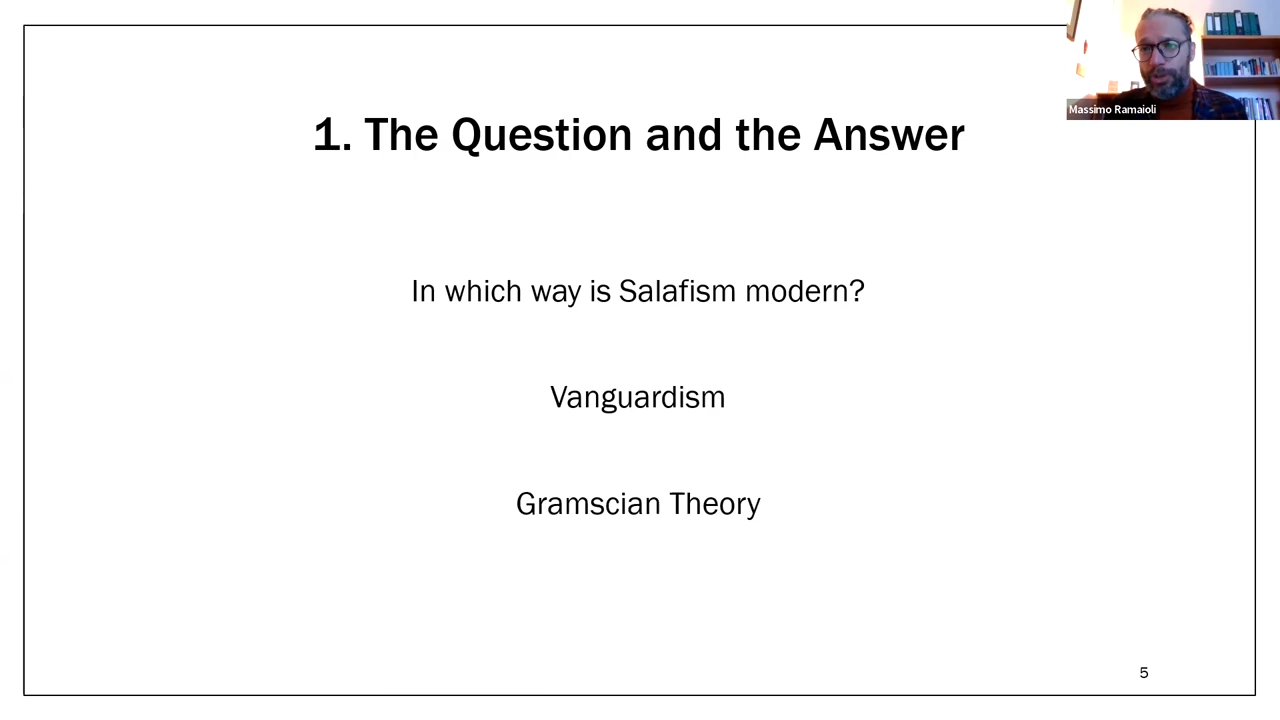 Massimo Ramaioli
1. The Question and the Answer
In which way is Salafism modern?
Vanguardism
Gramscian Theory
5